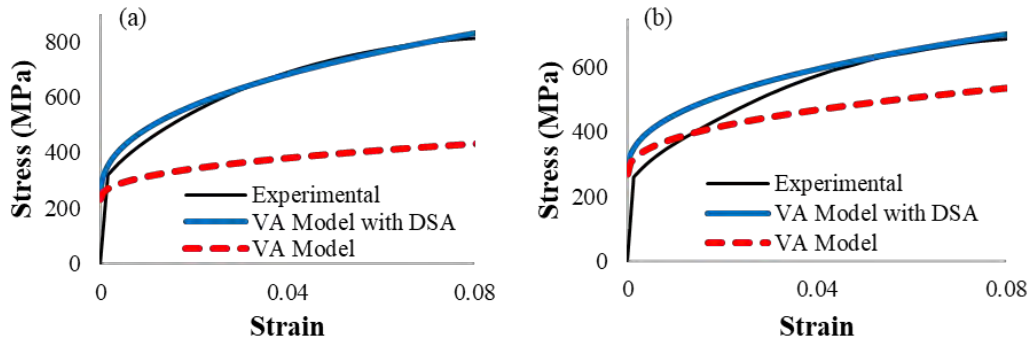 (a)
Stress (MPa)
800
600
400
200
0
Experimental
VA Model with DSA
VA Model
0
0.04
0.08
Strain
(b)
Stress (MPa)
600
400
200
0
Experimental
VA Model with DSA
VA Model
0
0.04
0.08
Strain